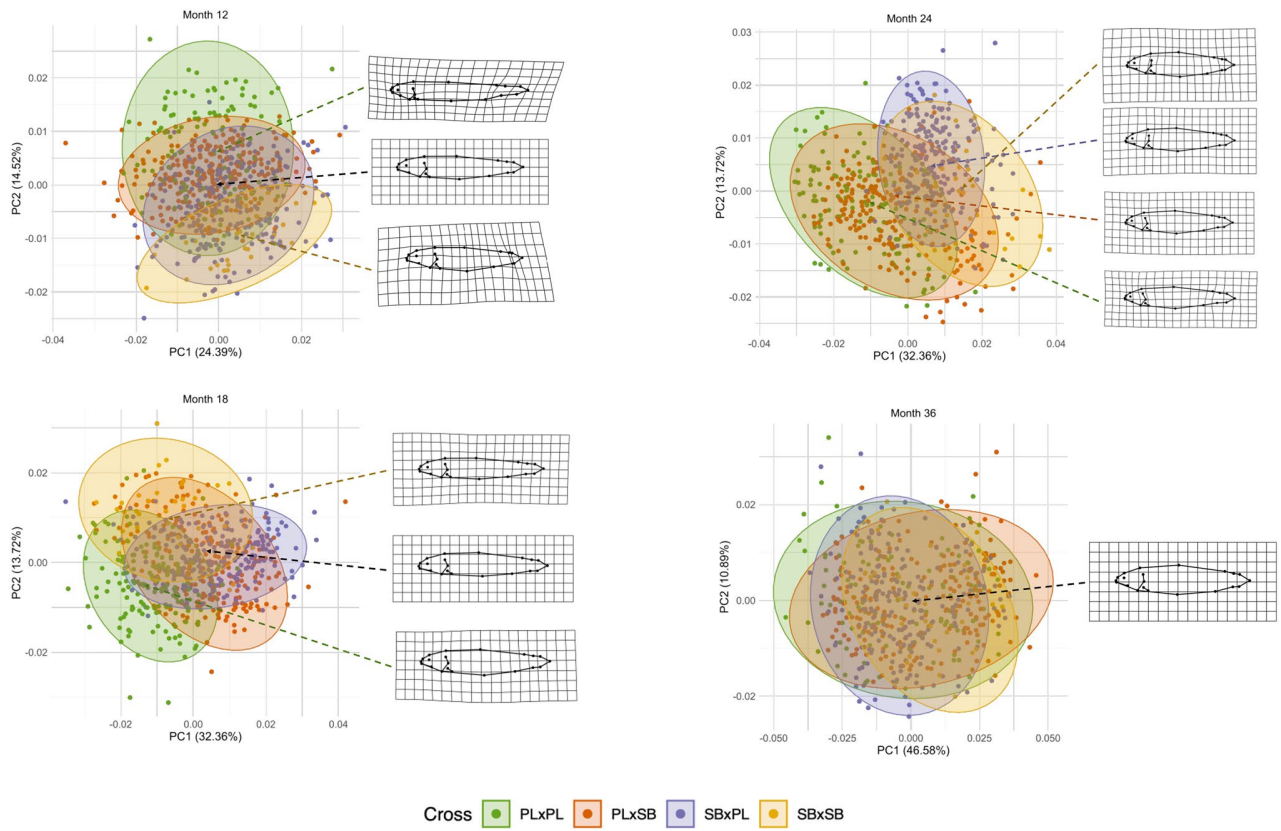 Month 12
PC2 (14.52%)
0.02
0.01
0.00
-0.01
-0.02
-0.04
-0.02
0.00
0.02
PC1 (24.39%)
Month 24
PC2 (13.72%)
0.03
0.02
0.01
0.00
-0.01
-0.02
-0.04
-0.02
0.00
0.02
0.04
PC1 (32.36%)
Month 18
PC2 (13.72%)
0.02
0.00
-0.02
-0.02
0.00
0.02
0.04
PC1 (32.36%)
Month 36
PC2 (10.89%)
0.02
0.00
-0.02
-0.050
-0.025
0.000
0.025
0.050
PC1 (46.58%)
Cross PLxPL PLxSB SBxPL SBxSB